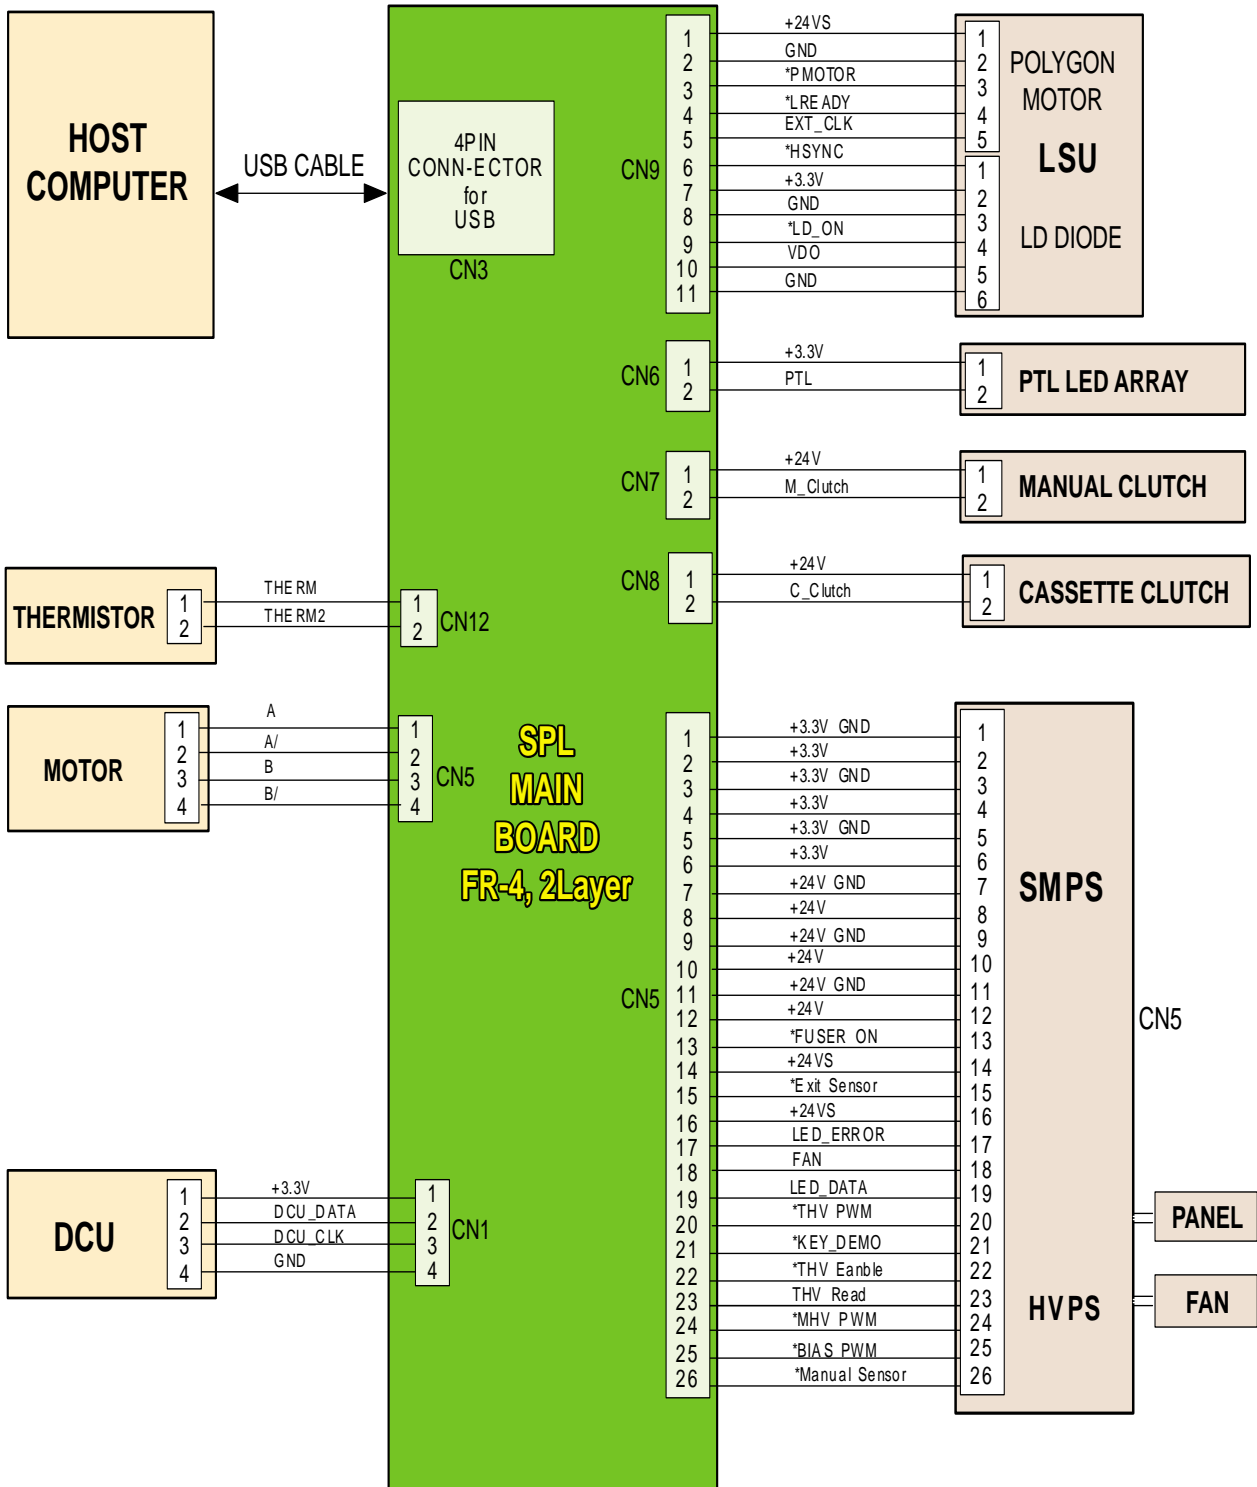 HOST
COMPUTER
USB CABLE
4PIN
CONN-ECTOR
for
USB
CN3
CN9
1
2
3
4
5
6
7
8
9
10
11
+24VS
GND
*PMOTOR
*LREADY
EXT_CLK
*HSYNC
+3.3V
GND
*LD_ON
VDO
GND
1
2
3
4
5
1
2
3
4
5
6
POLYGON
MOTOR
LSU
LD DIODE
CN6
1
2
+3.3V
PTL
1
2
PTL LED ARRAY
CN7
1
2
+24V
M_Clutch
1
2
MANUAL CLUTCH
CN8
1
2
+24V
C_Clutch
1
2
CASSETTE CLUTCH
THERMISTOR
1
2
THERM
THERM2
1
2
CN12
MOTOR
1
2
3
4
A
A/
B
B/
1
2
3
4
CN5
SPL
MAIN
BOARD
FR-4, 2Layer
DCU
1
2
3
4
+3.3V
DCU_DATA
DCU_CLK
GND
1
2
3
4
CN1
CN5
1
2
3
4
5
6
7
8
9
10
11
12
13
14
15
16
17
18
19
20
21
22
23
24
25
26
+3.3V GND
+3.3V
+3.3V GND
+3.3V
+3.3V GND
+3.3V
+24V GND
+24V
+24V GND
+24V
+24V GND
+24V
*FUSER ON
+24VS
*Exit Sensor
+24VS
LED_ERROR
FAN
LED_DATA
*THV PWM
*KEY_DEMO
*THV Eanble
THV Read
*MHV PWM
*BIAS PWM
*Manual Sensor
1
2
3
4
5
6
7
8
9
10
11
12
13
14
15
16
17
18
19
20
21
22
23
24
25
26
SMPS
HVPS
CN5
PANEL
FAN